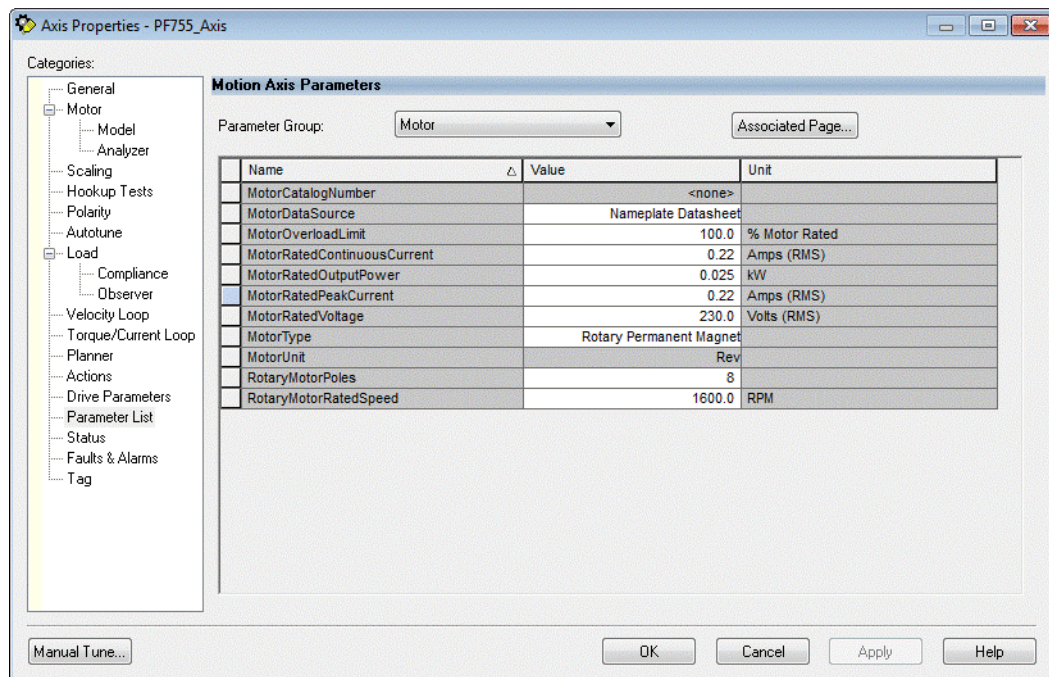 Axis Properties - PF755_Axis
Categories:
General
Motor
Model
Analyzer
Scaling
Hookup Tests
Polarity
Autotune
Load
Compliance
Observer
Velocity Loop
Torque/Current Loop
Planner
Actions
Drive Parameters
Parameter List
Status
Faults & Alarms
Tag
Motion Axis Parameters
Parameter Group: Motor Associated Page...
Name Value Unit
MotorCatalogNumber <none>
MotorDataSource Nameplate Datasheet
MotorOverloadLimit 100.0 % Motor Rated
MotorRatedContinuousCurrent 0.22 Amps (RMS)
MotorRatedOutputPower 0.025 kW
MotorRatedPeakCurrent 0.22 Amps (RMS)
MotorRatedVoltage 230.0 Volts (RMS)
MotorType Rotary Permanent Magnet
MotorUnit Rev
RotaryMotorPoles 8
RotaryMotorRatedSpeed 1600.0 RPM
Manual Tune... OK Cancel Apply Help